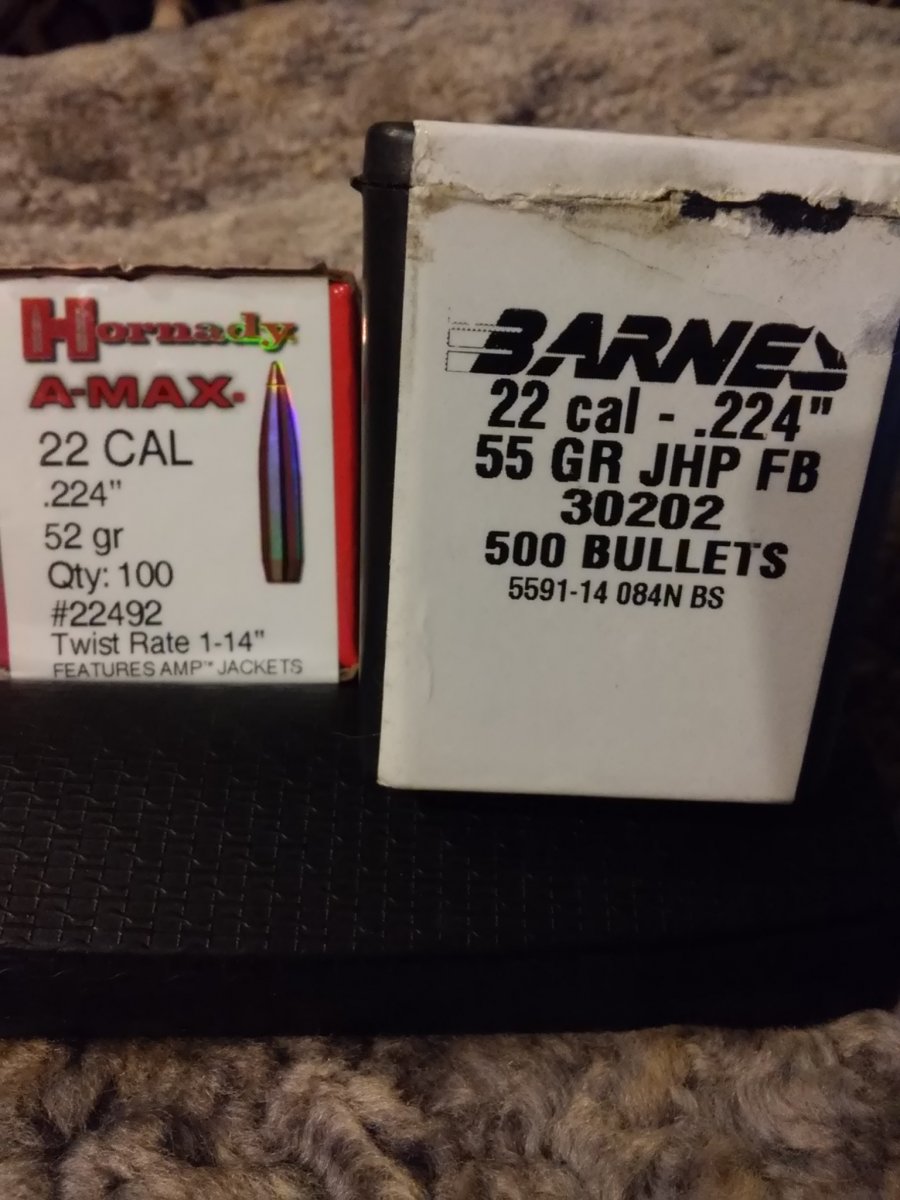 Hornady
A-MAX.
22 CAL
.224"
52 gr
Qty: 100
#22492
Twist Rate 1-14"
FEATURES AMP™ JACKETS
BARNES
22 cal - .224"
55 GR JHP FB
30202
500 BULLETS
5591-14 084N BS